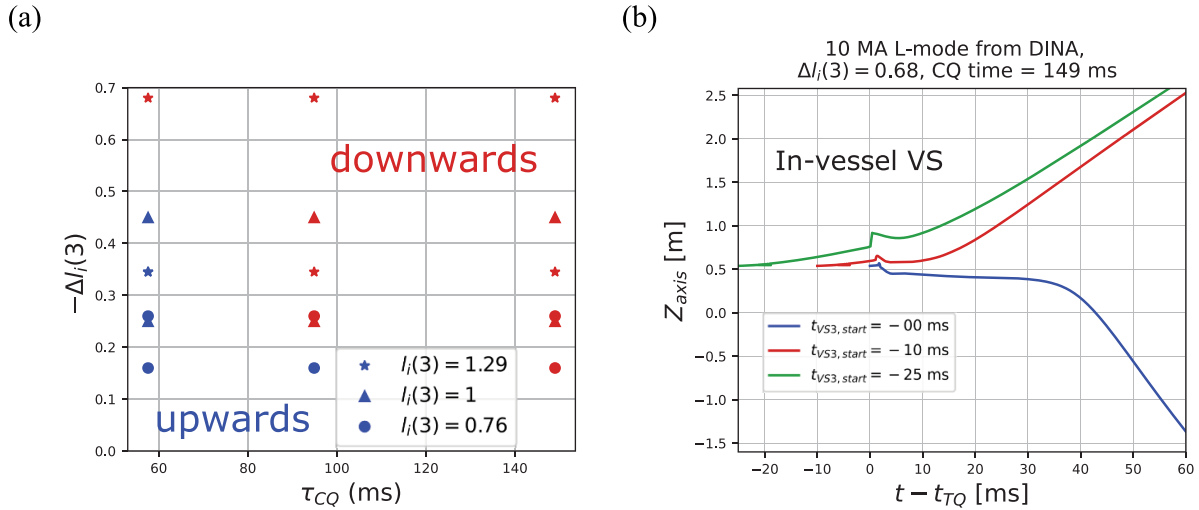 (a)
0.7
0.6
0.5
0.4
0.3
0.2
0.1
0.0
−Δl_i(3)
downwards
upwards
l_i(3) = 1.29
l_i(3) = 1
l_i(3) = 0.76
60
80
100
120
140
τ_CQ (ms)
(b)
10 MA L-mode from DINA,
Δl_i(3) = 0.68, CQ time = 149 ms
2.5
2.0
1.5
1.0
0.5
0.0
−0.5
−1.0
−1.5
Z_axis [m]
In-vessel VS
t_VS3,start = −00 ms
t_VS3,start = −10 ms
t_VS3,start = −25 ms
−20
−10
0
10
20
30
40
50
60
t − t_TQ [ms]